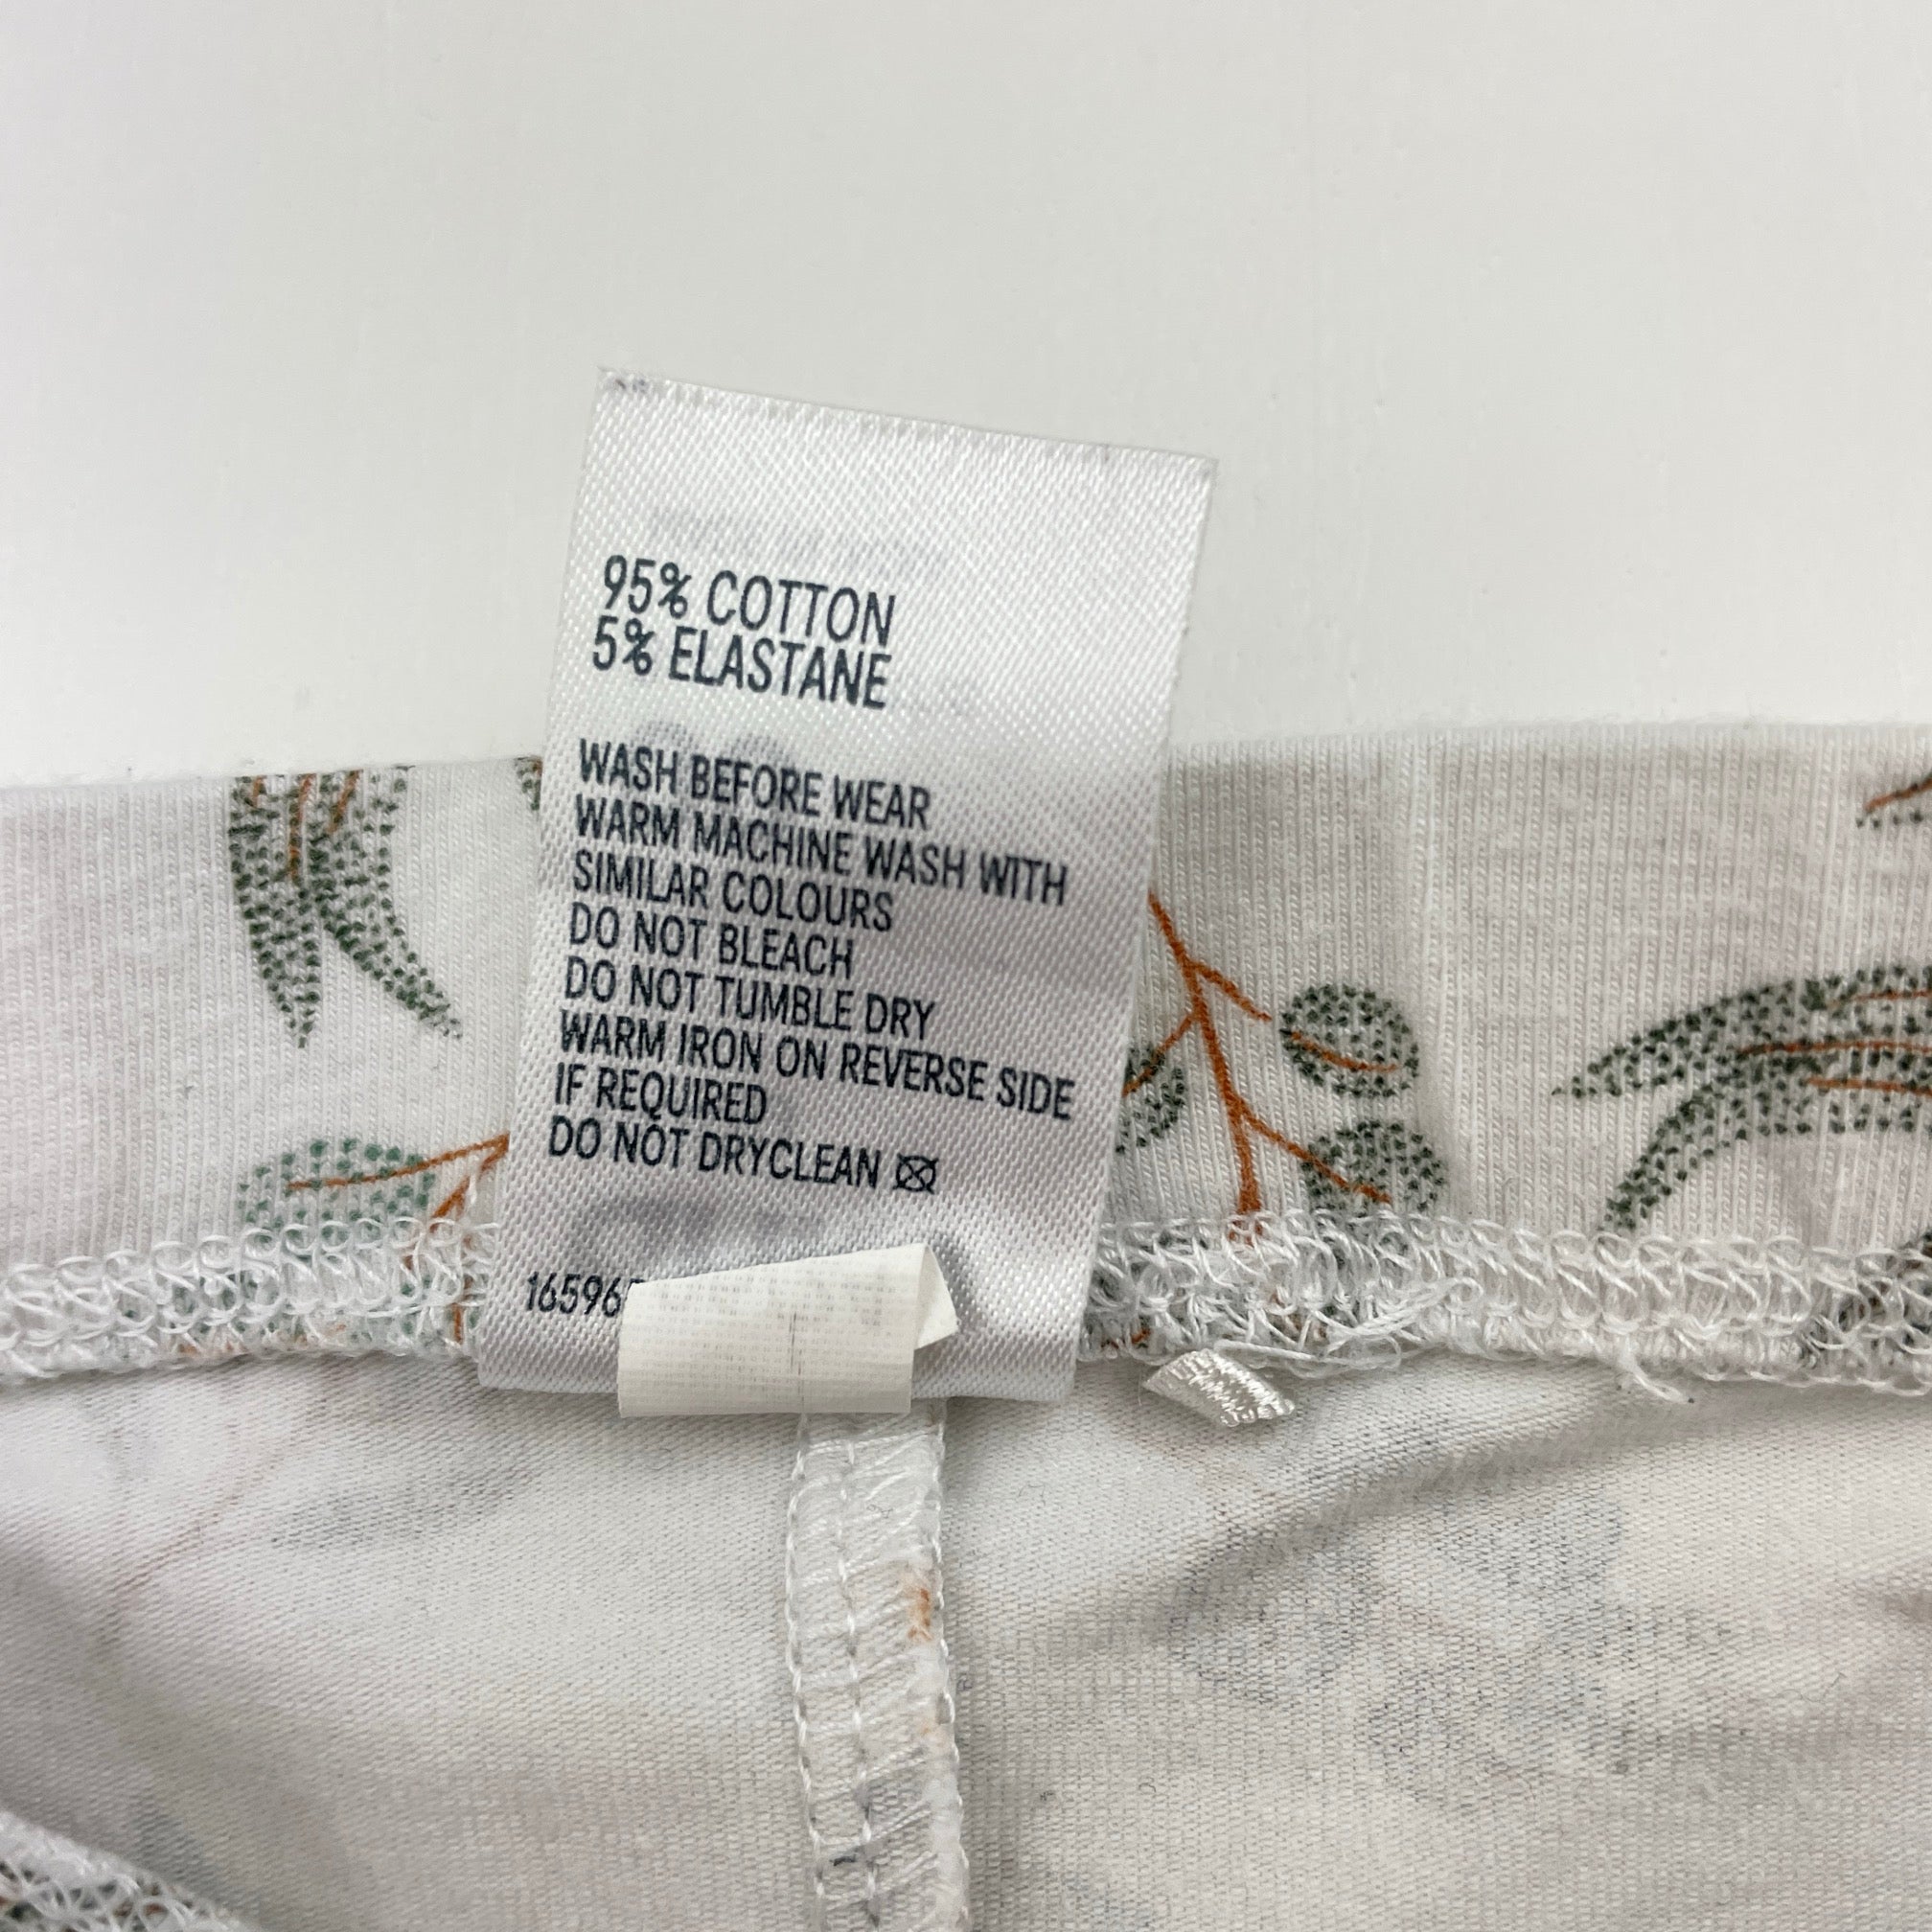 95% COTTON
5% ELASTANE
WASH BEFORE WEAR
WARM MACHINE WASH WITH
SIMILAR COLOURS
DO NOT BLEACH
DO NOT TUMBLE DRY
WARM IRON ON REVERSE SIDE
IF REQUIRED
DO NOT DRYCLEAN